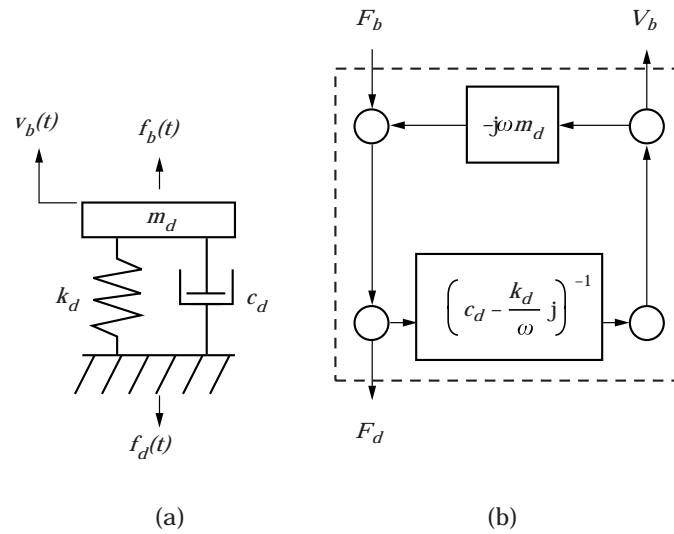 v_b(t)
f_b(t)
m_d
k_d
c_d
f_d(t)
(a)
F_b
V_b
-jωm_d
(c_d - k_d/ω j)^-1
F_d
(b)